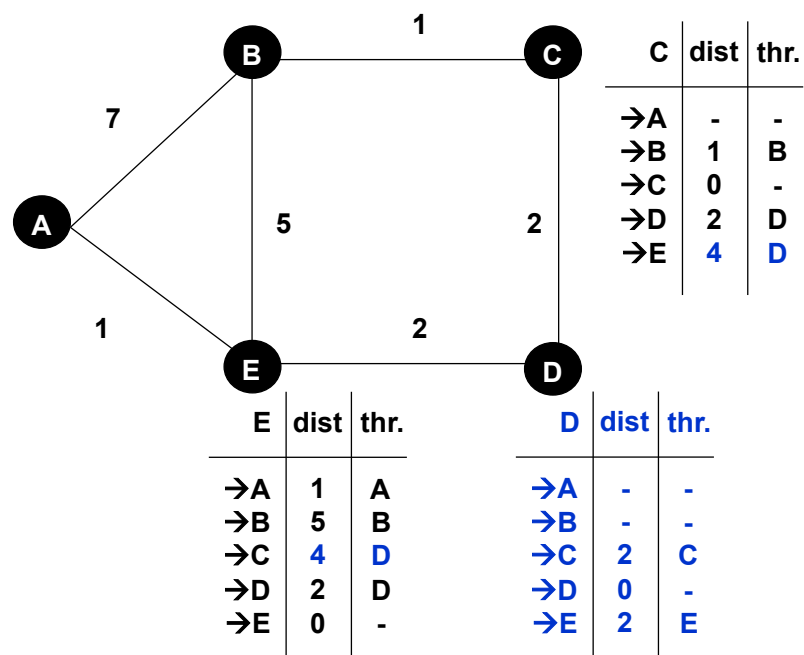 1
B
C
C dist thr.
→A - -
→B 1 B
→C 0 -
→D 2 D
→E 4 D
7
A
5
2
1
2
E
D
E dist thr.
→A 1 A
→B 5 B
→C 4 D
→D 2 D
→E 0 -
D dist thr.
→A - -
→B - -
→C 2 C
→D 0 -
→E 2 E